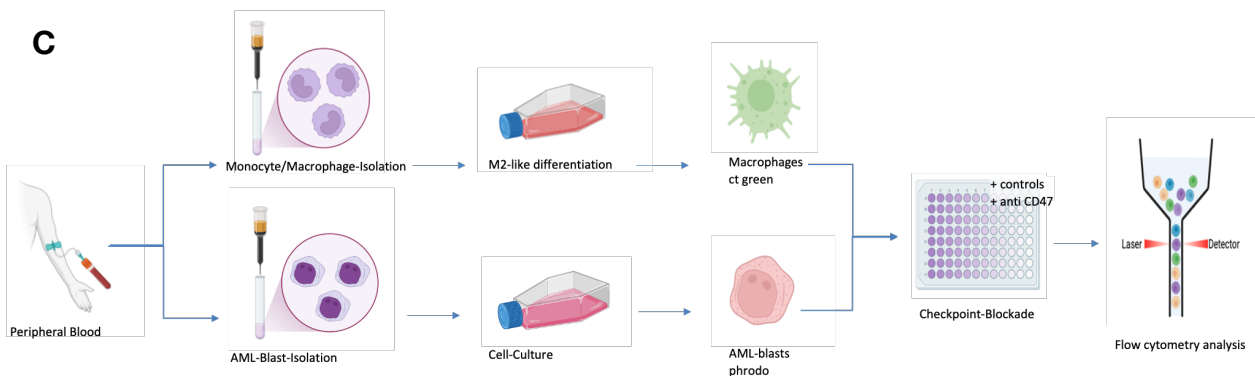 C
Peripheral Blood
Monocyte/Macrophage-Isolation
M2-like differentiation
Macrophages
ct green
AML-Blast-Isolation
Cell-Culture
AML-blasts
phrodo
+ controls
+ anti CD47
Checkpoint-Blockade
Laser
Detector
Flow cytometry analysis